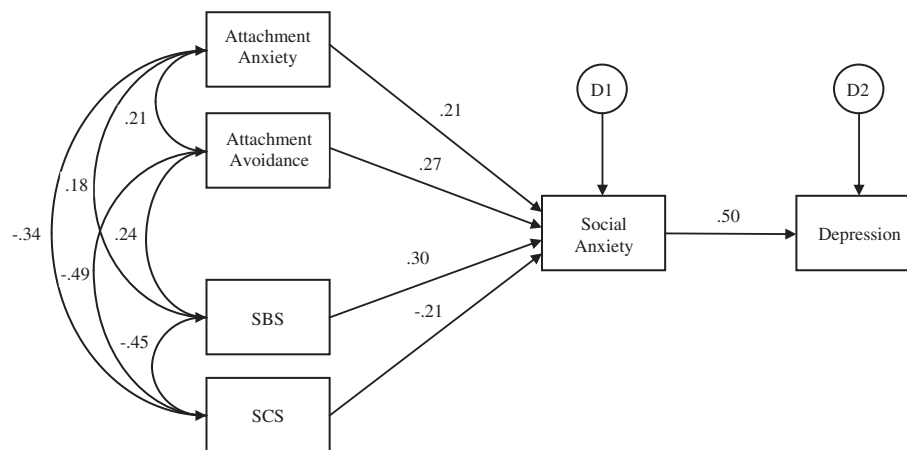 Attachment
Anxiety
D1
D2
.21
.21
Attachment
Avoidance
.27
.18
.50
Social
Anxiety
Depression
-.34
.24
.30
-.49
SBS
-.21
-.45
SCS